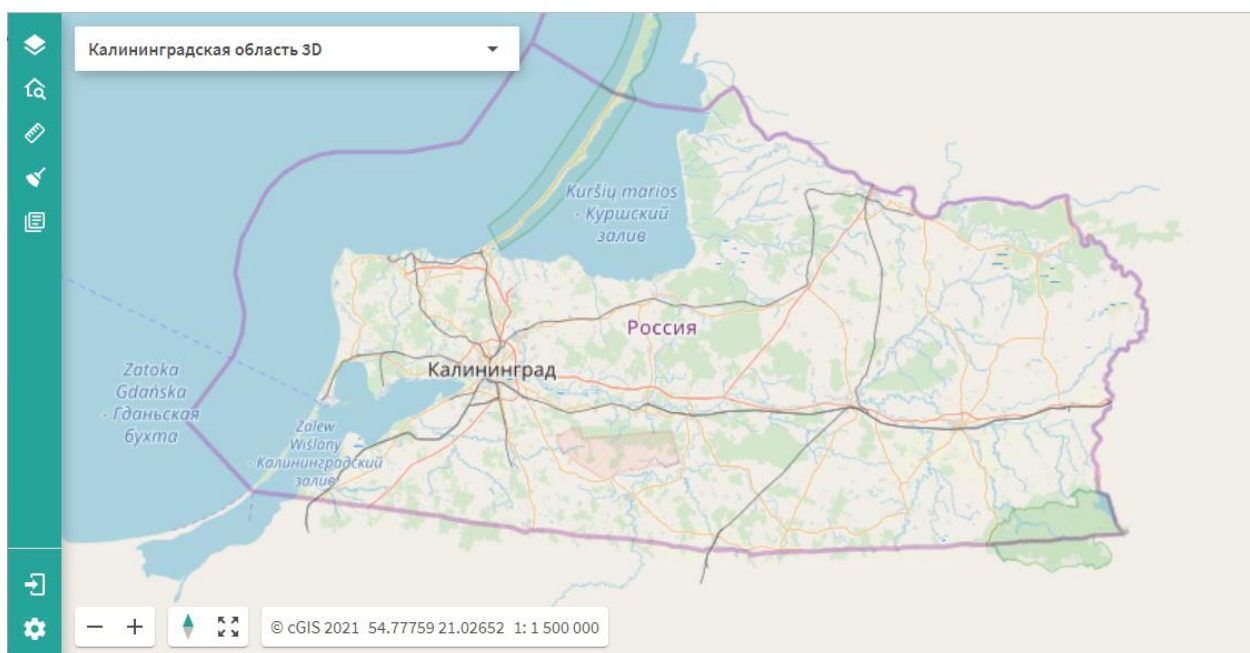 Калининградская область 3D
Kuršių marios
- Куршский
залив
Россия
Калининград
Zatoka
Gdańska
- Гданьская
бухта
Zalew
Wiślany
- Калининградский
залив
© cGIS 2021 54.77759 21.02652 1: 1 500 000